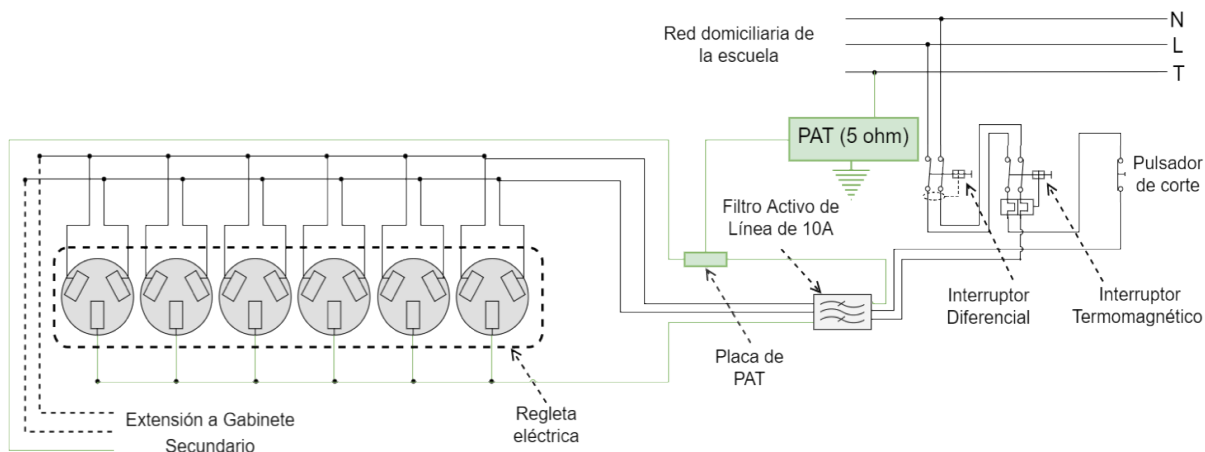 Red domiciliaria de
la escuela
N
L
T
PAT (5 ohm)
Pulsador
de corte
Filtro Activo de
Línea de 10A
Interruptor
Diferencial
Interruptor
Termomagnético
Placa de
PAT
Regleta
eléctrica
Extensión a Gabinete
Secundario